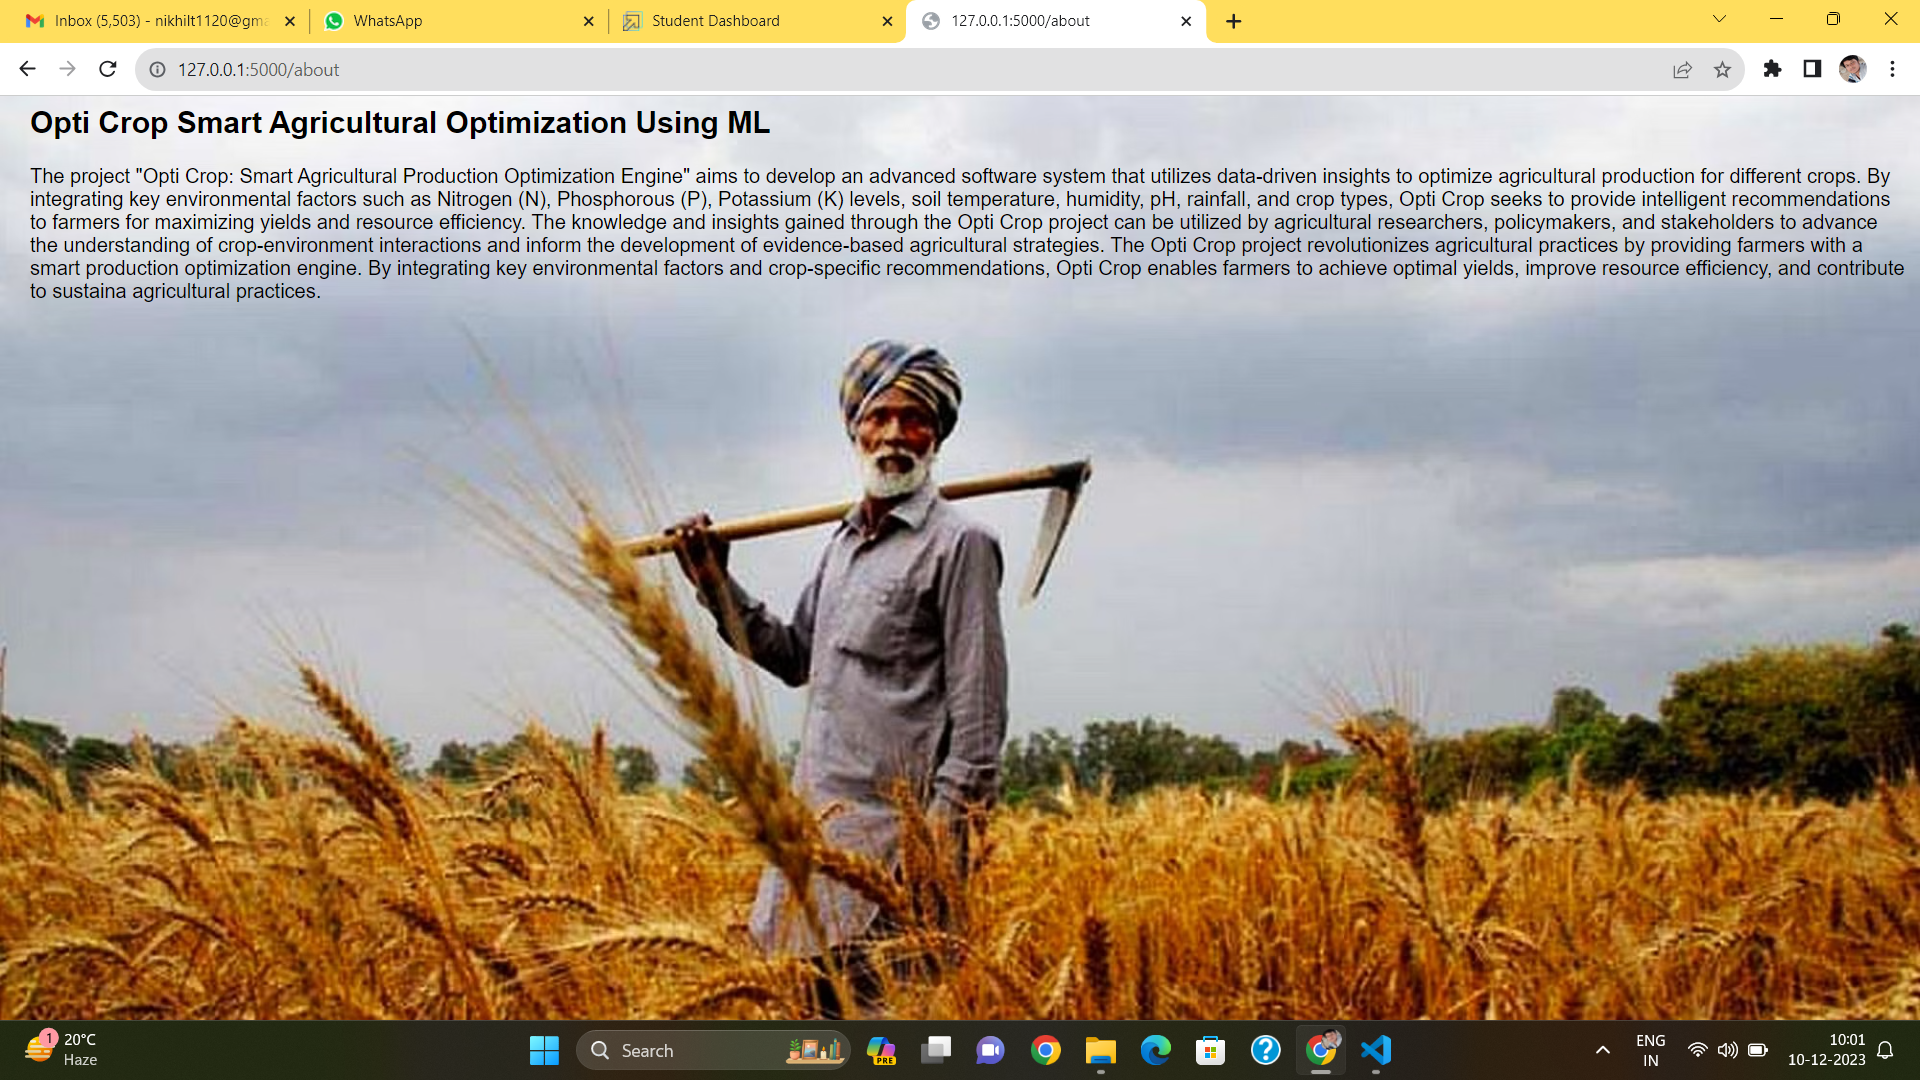 Inbox (5,503) - nikhilt1120@gma
WhatsApp
Student Dashboard
127.0.0.1:5000/about
127.0.0.1:5000/about
Opti Crop Smart Agricultural Optimization Using ML
The project "Opti Crop: Smart Agricultural Production Optimization Engine" aims to develop an advanced software system that utilizes data-driven insights to optimize agricultural production for different crops. By
integrating key environmental factors such as Nitrogen (N), Phosphorous (P), Potassium (K) levels, soil temperature, humidity, pH, rainfall, and crop types, Opti Crop seeks to provide intelligent recommendations
to farmers for maximizing yields and resource efficiency. The knowledge and insights gained through the Opti Crop project can be utilized by agricultural researchers, policymakers, and stakeholders to advance
the understanding of crop-environment interactions and inform the development of evidence-based agricultural strategies. The Opti Crop project revolutionizes agricultural practices by providing farmers with a
smart production optimization engine. By integrating key environmental factors and crop-specific recommendations, Opti Crop enables farmers to achieve optimal yields, improve resource efficiency, and contribute
to sustaina agricultural practices.
1
20°C
Haze
Search
PRE
ENG
IN
10:01
10-12-2023